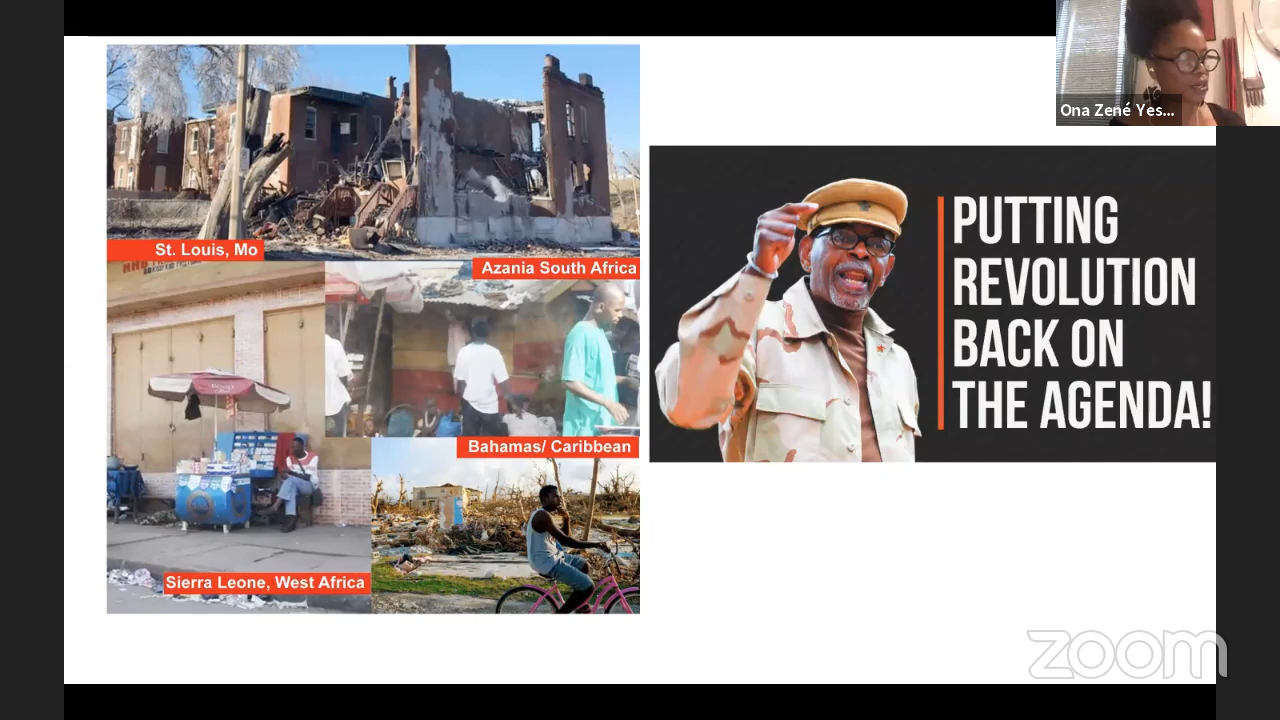 Ona Zené Yes...
St. Louis, Mo
Azania South Africa
Bahamas/ Caribbean
Sierra Leone, West Africa
PUTTING
REVOLUTION
BACK ON
THE AGENDA!
zoom